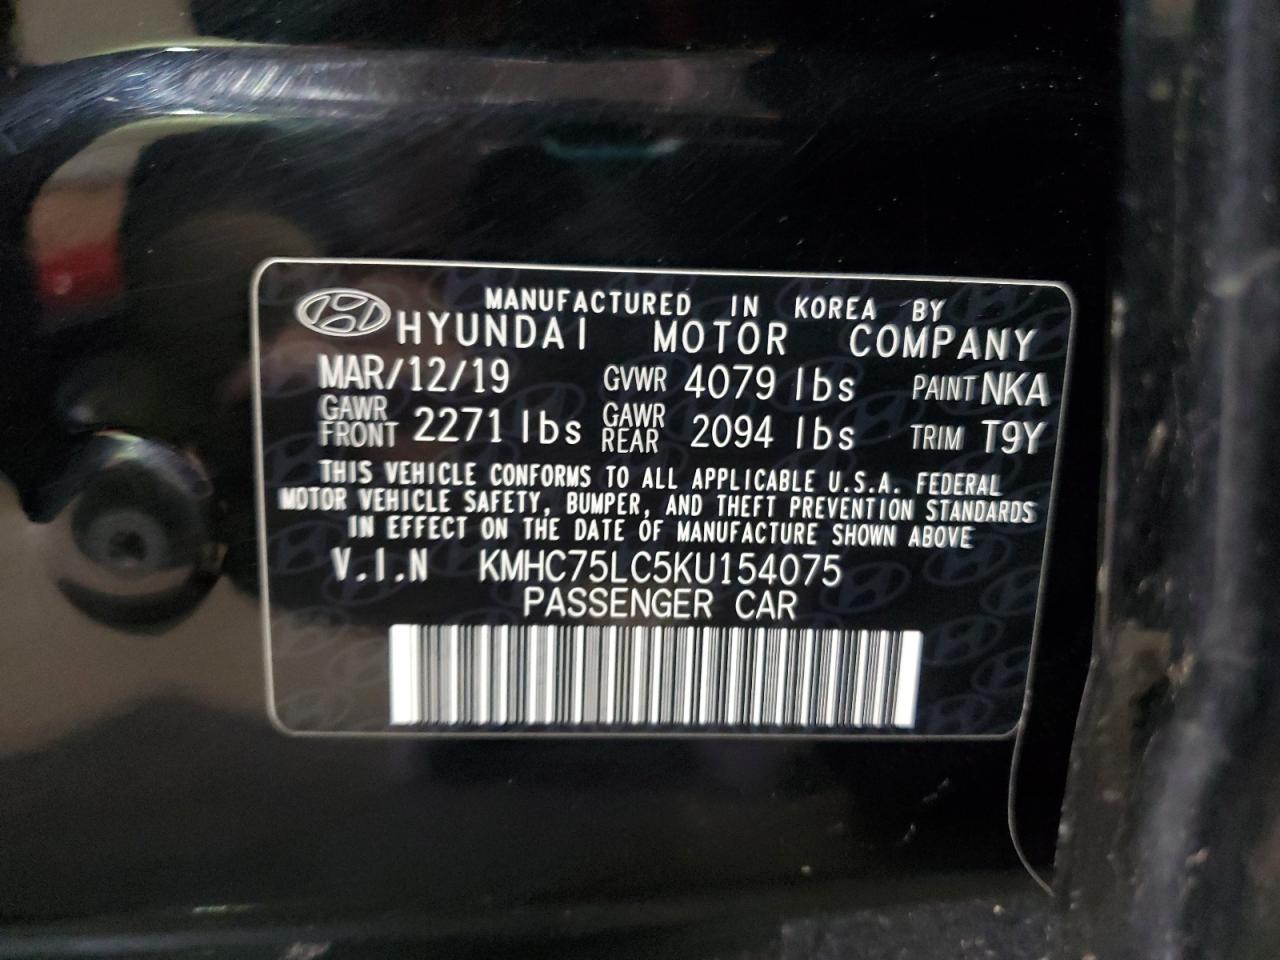 MANUFACTURED IN KOREA BY
HYUNDAI MOTOR COMPANY
MAR/12/19 GVWR 4079 lbs PAINT NKA
GAWR FRONT 2271 lbs GAWR REAR 2094 lbs TRIM T9Y
THIS VEHICLE CONFORMS TO ALL APPLICABLE U.S.A. FEDERAL
MOTOR VEHICLE SAFETY, BUMPER, AND THEFT PREVENTION STANDARDS
IN EFFECT ON THE DATE OF MANUFACTURE SHOWN ABOVE
V.I.N KMHC75LC5KU154075
PASSENGER CAR